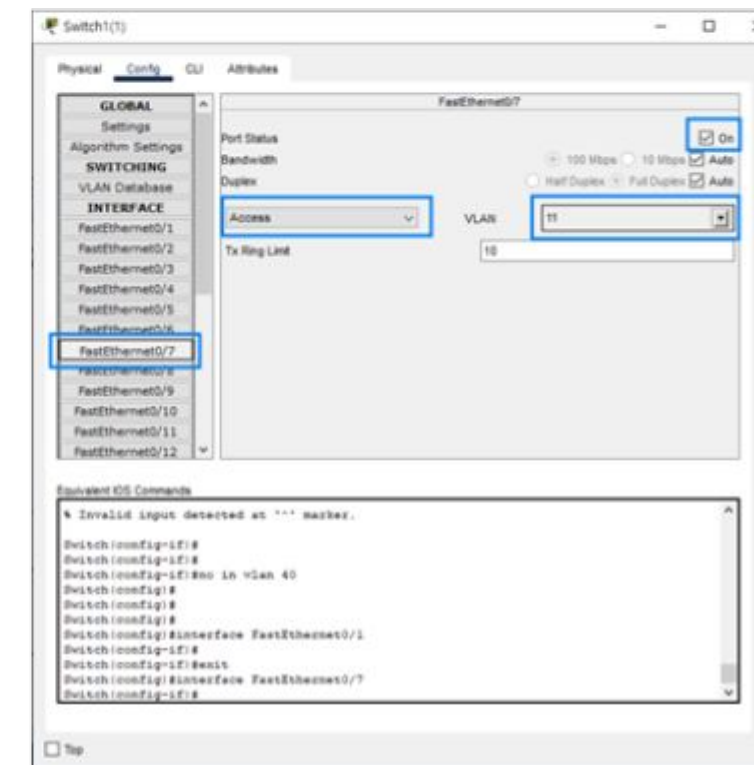 Switch1(1)
Physical Config CLI Attributes
GLOBAL
Settings
Algorithm Settings
SWITCHING
VLAN Database
INTERFACE
FastEthernet0/1
FastEthernet0/2
FastEthernet0/3
FastEthernet0/4
FastEthernet0/5
FastEthernet0/6
FastEthernet0/7
FastEthernet0/8
FastEthernet0/9
FastEthernet0/10
FastEthernet0/11
FastEthernet0/12
FastEthernet0/7
Port Status On
Bandwidth 100 Mbps 10 Mbps Auto
Duplex Half Duplex Full Duplex Auto
Access VLAN 11
Tx Ring Limit 10
Equivalent IOS Commands
% Invalid input detected at '^' marker.
Switch(config-if)#
Switch(config-if)#
Switch(config-if)#no in vlan 40
Switch(config)#
Switch(config)#
Switch(config)#
Switch(config)#interface FastEthernet0/1
Switch(config-if)#
Switch(config-if)#exit
Switch(config)#interface FastEthernet0/7
Switch(config-if)#
Top